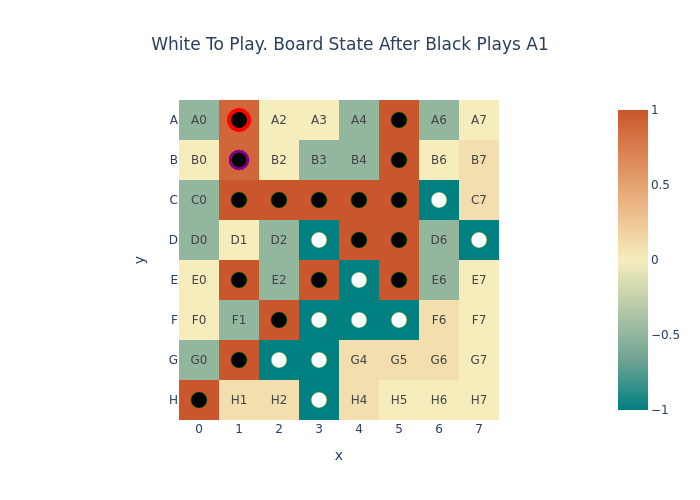 White To Play. Board State After Black Plays A1
A A0 A2 A3 A4 A6 A7 1
B B0 B2 B3 B4 B6 B7
C C0 C7 0.5
D D0 D1 D2 D6
y E E0 E2 E6 E7 0
F F0 F1 F6 F7 −0.5
G G0 G4 G5 G6 G7
H H1 H2 H4 H5 H6 H7 −1
0 1 2 3 4 5 6 7
x